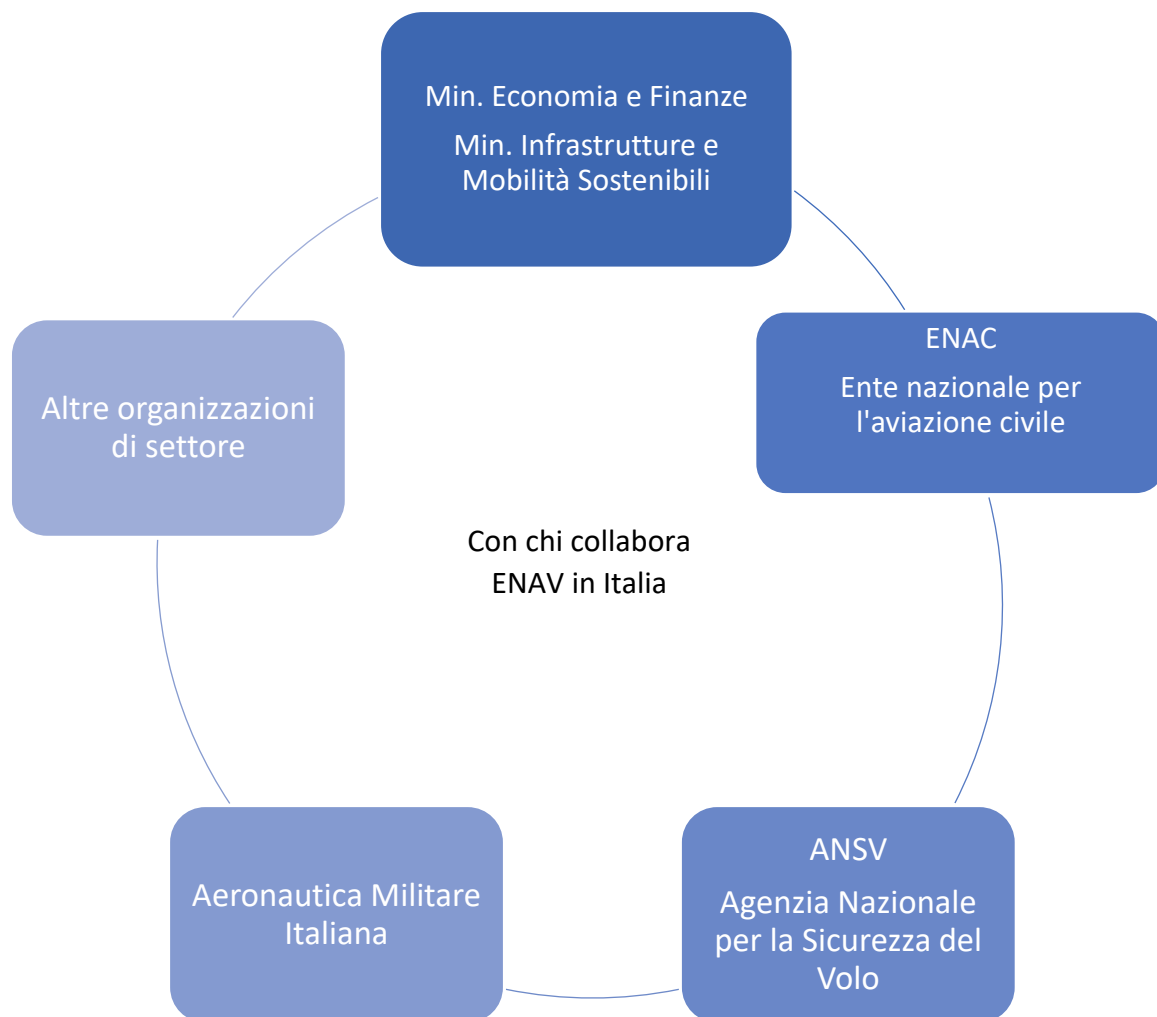 Min. Economia e Finanze
Min. Infrastrutture e
Mobilità Sostenibili
ENAC
Ente nazionale per
l'aviazione civile
Altre organizzazioni
di settore
Con chi collabora
ENAV in Italia
Aeronautica Militare
Italiana
ANSV
Agenzia Nazionale
per la Sicurezza del
Volo